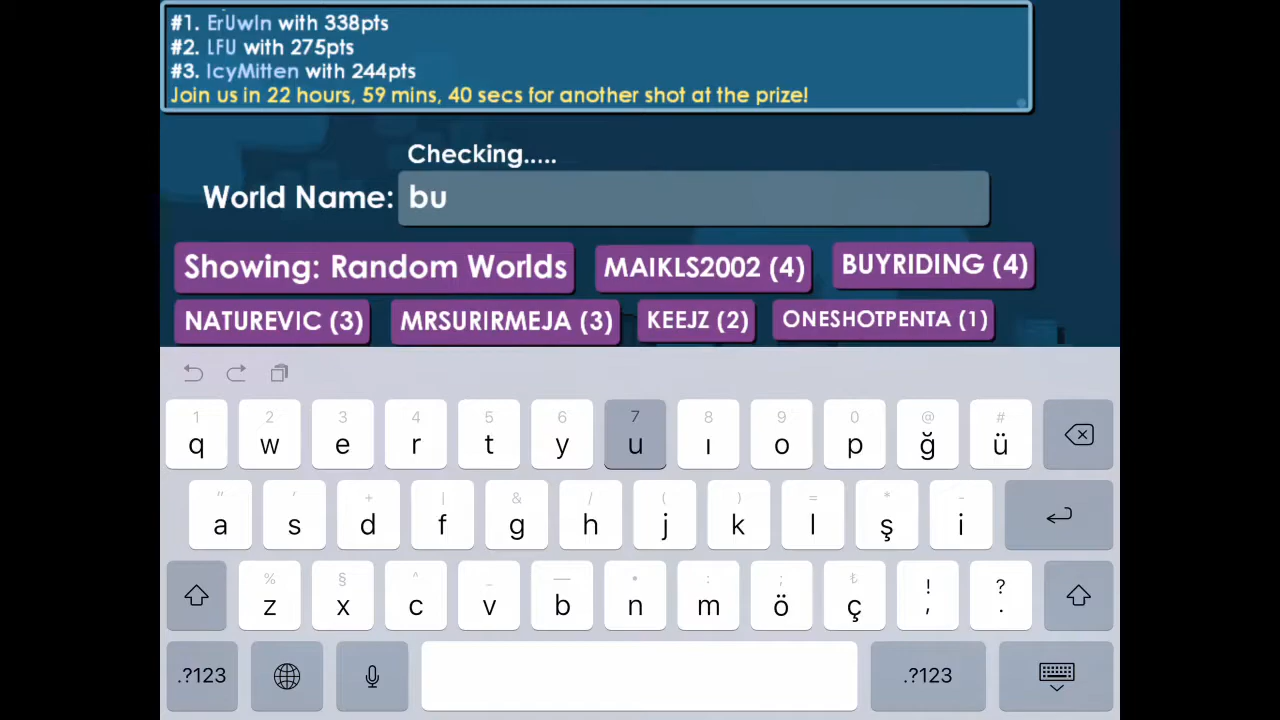 #1. ErUwIn with 338pts
#2. LFU with 275pts
#3. IcyMitten with 244pts
Join us in 22 hours, 59 mins, 40 secs for another shot at the prize!
Checking.....
World Name: bu
Showing: Random Worlds MAIKLS2002 (4) BUYRIDING (4)
NATUREVIC (3) MRSURIRMEJA (3) KEEJZ (2) ONESHOTPENTA (1)
1 2 3 4 5 6 7 8 9 0 @ #
q w e r t y u ı o p ğ ü
" ' + | & / ( ) = * -
a s d f g h j k l ş i
% § ^ _ — • : ; ₺ ! ?
z x c v b n m ö ç , .
.?123 .?123